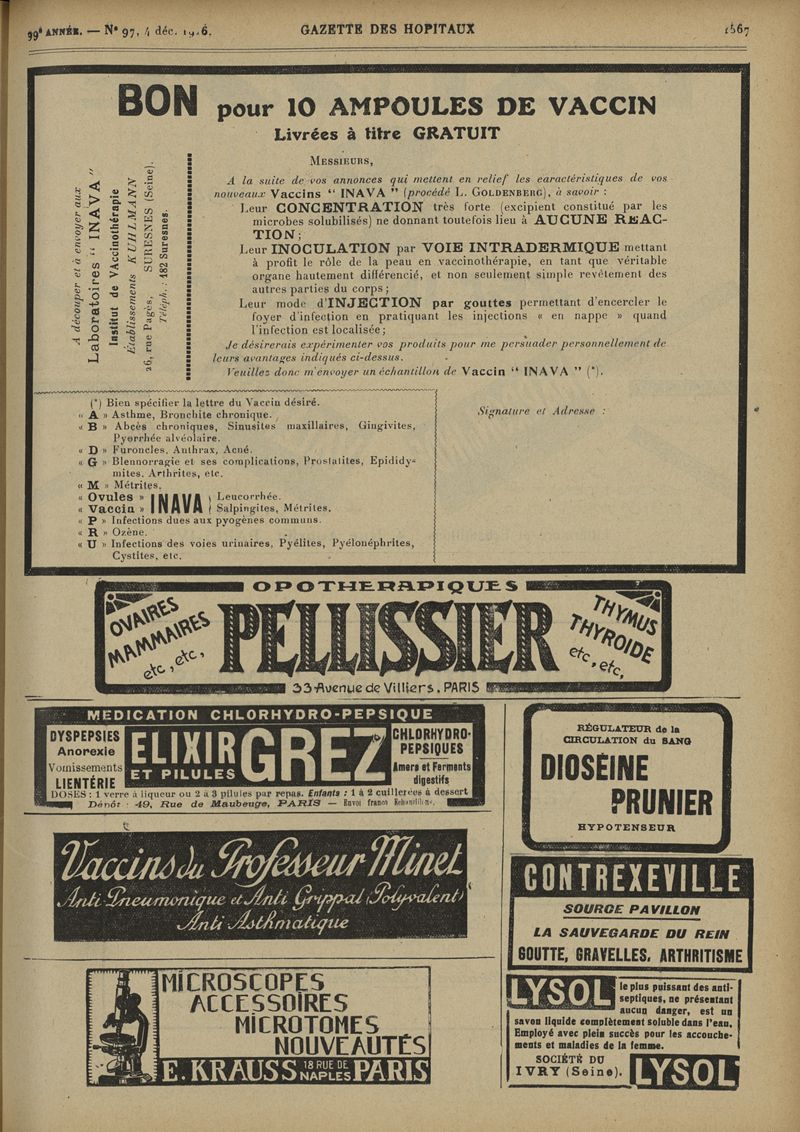 99e ANNÉE. — N° 97, 4 déc. 1926.
GAZETTE DES HOPITAUX
1567
BON pour 10 AMPOULES DE VACCIN
Livrées à titre GRATUIT
A découper et à envoyer aux
Laboratoires "INAVA"
Institut de Vaccinothérapie
Établissements KUHLMANN
26, rue Pagès, SURESNES (Seine).
Téléph. : 182 Suresnes.
MESSIEURS,
A la suite de vos annonces qui mettent en relief les caractéristiques de vos
nouveaux Vaccins “ INAVA ” (procédé L. GOLDENBERG), à savoir :
Leur CONCENTRATION très forte (excipient constitué par les
microbes solubilisés) ne donnant toutefois lieu à AUCUNE RÉAC-
TION ;
Leur INOCULATION par VOIE INTRADERMIQUE mettant
à profit le rôle de la peau en vaccinothérapie, en tant que véritable
organe hautement différencié, et non seulement simple revêtement des
autres parties du corps ;
Leur mode d'INJECTION par gouttes permettant d'encercler le
foyer d'infection en pratiquant les injections « en nappe » quand
l'infection est localisée ;
Je désirerais expérimenter vos produits pour me persuader personnellement de
leurs avantages indiqués ci-dessus.
Veuillez donc m'envoyer un échantillon de Vaccin “ INAVA ” (*).
(*) Bien spécifier la lettre du Vaccin désiré.
« A » Asthme, Bronchite chronique.
« B » Abcès chroniques, Sinusites maxillaires, Gingivites,
Pyorrhée alvéolaire.
« D » Furoncles, Anthrax, Acné.
« G » Blennorragie et ses complications, Prostatites, Epididy-
mites, Arthrites, etc.
« M » Métrites.
« Ovules » INAVA Leucorrhée.
« Vaccin » Salpingites, Métrites.
« P » Infections dues aux pyogènes communs.
« R » Ozène.
« U » Infections des voies urinaires, Pyélites, Pyélonéphrites,
Cystites, etc.
Signature et Adresse :
OPOTHERAPIQUES
OVAIRES
MAMMAIRES
etc, etc,
PELLISSIER
THYMUS
THYROIDE
etc, etc,
33 Avenue de Villiers, PARIS
MEDICATION CHLORHYDRO-PEPSIQUE
DYSPEPSIES
Anorexie
Vomissements
LIENTÉRIE
ELIXIR GREZ
ET PILULES
CHLORHYDRO-
PEPSIQUES
Amers et Ferments
digestifs
DOSES : 1 verre à liqueur ou 2 à 3 pilules par repas. Enfants : 1 à 2 cuillerées à dessert
Dépôt : 49, Rue de Maubeuge, PARIS — Envoi franco Echantillons.
RÉGULATEUR de la
CIRCULATION du SANG
DIOSÉINE
PRUNIER
HYPOTENSEUR
Vaccins du Professeur Minet
Anti Pneumonique et Anti Grippal (Polyvalent)
Anti Asthmatique
CONTREXEVILLE
SOURCE PAVILLON
LA SAUVEGARDE DU REIN
GOUTTE, GRAVELLES, ARTHRITISME
MICROSCOPES
ACCESSOIRES
MICROTOMES
NOUVEAUTÉS
E. KRAUSS 18 RUE DE NAPLES PARIS
LYSOL le plus puissant des anti-
septiques, ne présentant
aucun danger, est un
savon liquide complètement soluble dans l'eau,
Employé avec plein succès pour les accouche-
ments et maladies de la femme.
SOCIÉTÉ DU
IVRY (Seine). LYSOL